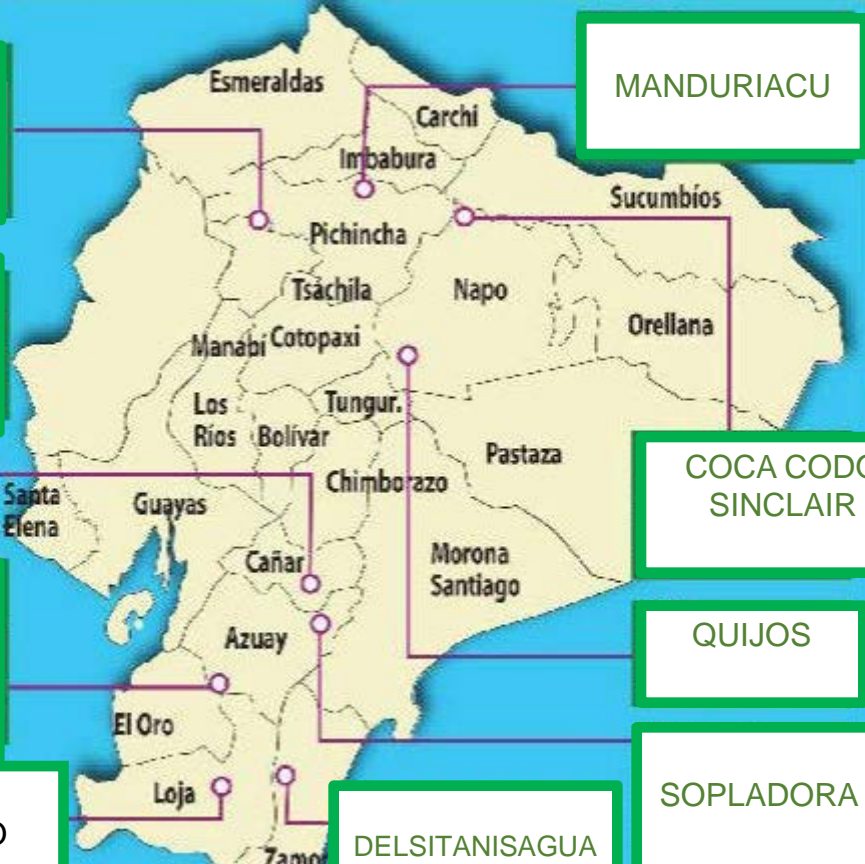 Esmeraldas
MANDURIACU
Carchi
Imbabura
Sucumbíos
Pichincha
Tsáchila
Napo
Orellana
Manabí
Cotopaxi
Los
Ríos
Tungur.
Bolívar
Pastaza
COCA CODO
SINCLAIR
Chimborazo
Santa
Elena
Guayas
Cañar
Morona
Santiago
Azuay
QUIJOS
El Oro
Loja
SOPLADORA
DELSITANISAGUA